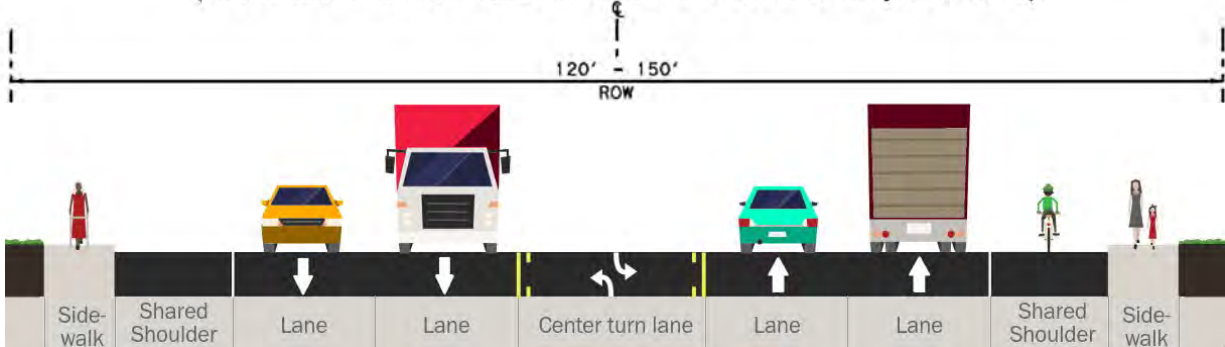 ℄
120' - 150'
ROW
Side-
walk
Shared
Shoulder
Lane
Lane
Center turn lane
Lane
Lane
Shared
Shoulder
Side-
walk